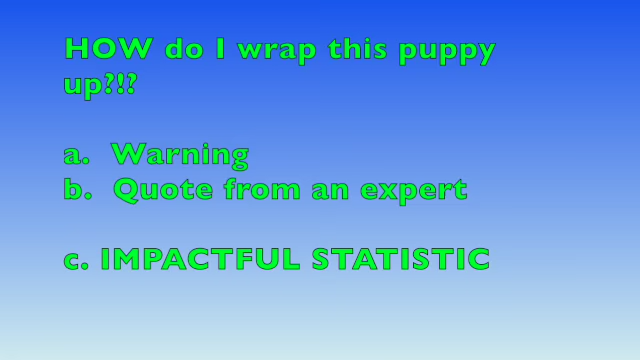 HOW do I wrap this puppy
up?!?
a. Warning
b. Quote from an expert
c. IMPACTFUL STATISTIC